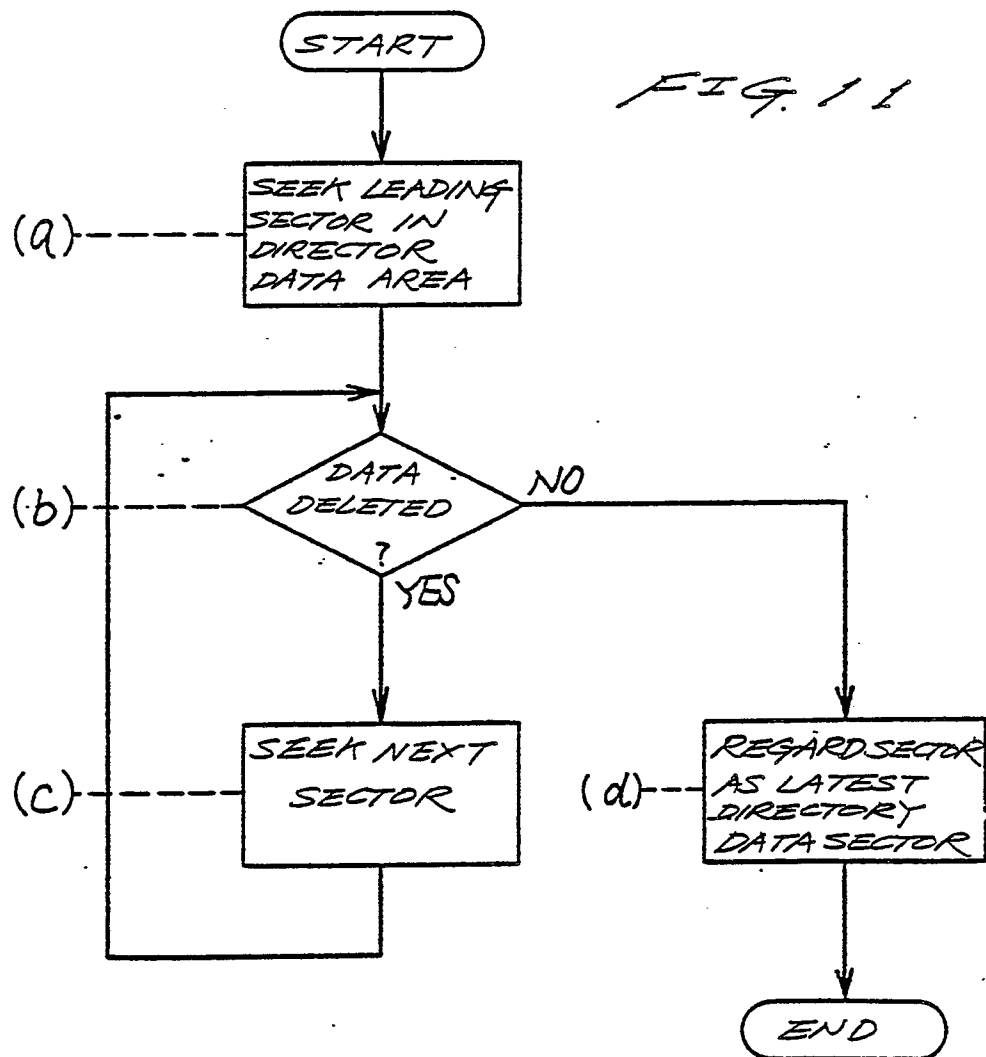 START
FIG. 11
(a)
SEEK LEADING
SECTOR IN
DIRECTOR
DATA AREA
(b)
DATA
DELETED
?
NO
YES
(c)
SEEK NEXT
SECTOR
(d)
REGARD SECTOR
AS LATEST
DIRECTORY
DATA SECTOR
END